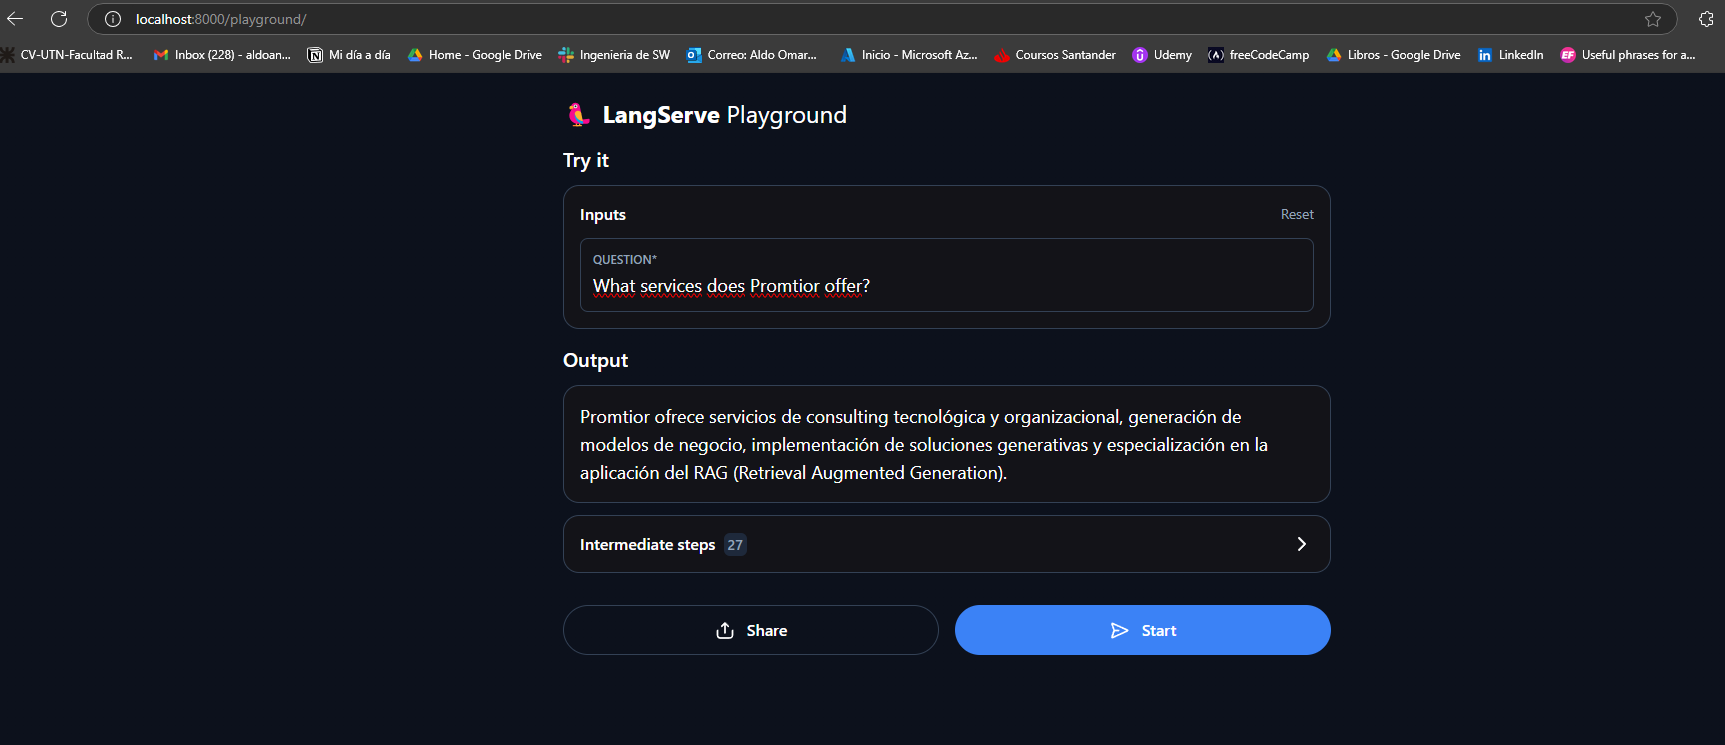 localhost:8000/playground/
CV-UTN-Facultad R... Inbox (228) - aldoan... Mi día a día Home - Google Drive Ingenieria de SW Correo: Aldo Omar... Inicio - Microsoft Az... Coursos Santander Udemy freeCodeCamp Libros - Google Drive LinkedIn Useful phrases for a...
LangServe Playground
Try it
Inputs Reset
QUESTION*
What services does Promtior offer?
Output
Promtior ofrece servicios de consulting tecnológica y organizacional, generación de
modelos de negocio, implementación de soluciones generativas y especialización en la
aplicación del RAG (Retrieval Augmented Generation).
Intermediate steps 27
Share Start